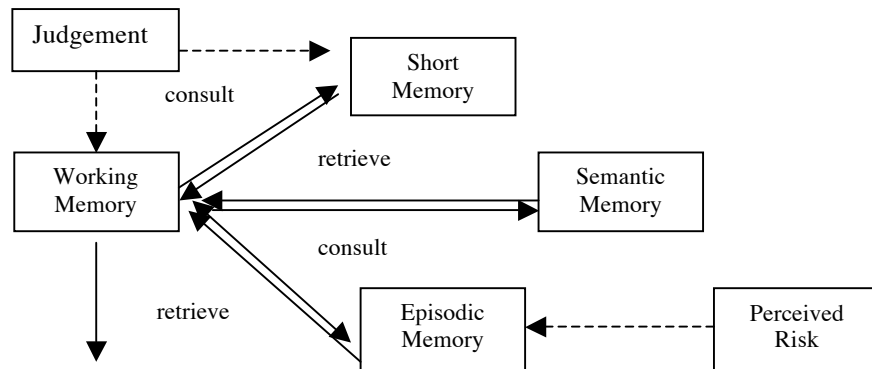 Judgement
Short
Memory
consult
retrieve
Working
Memory
Semantic
Memory
consult
retrieve
Episodic
Memory
Perceived
Risk